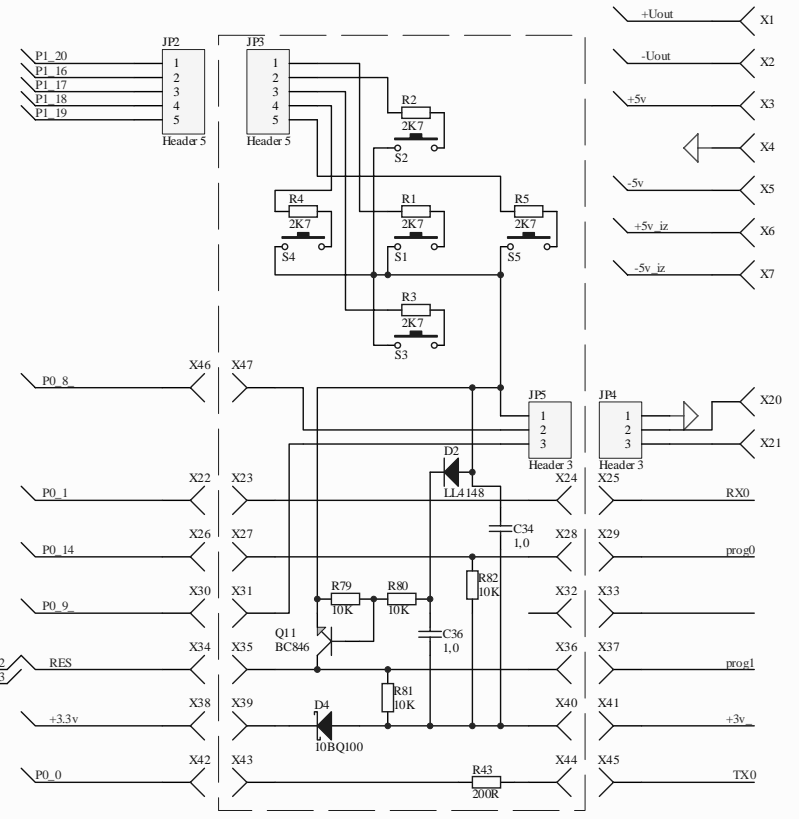 +Uout X1
JP2 JP3
P1_20 1 1
-Uout X2
P1_16 2 2
P1_17 3 3
P1_18 4 4 R2 +5v X3
P1_19 5 5 2K7
Header 5 Header 5
S2
X4
-5v X5
R4 R1 R5
2K7 2K7 2K7
+5v_iz X6
S4 S1 S5
-5v_iz X7
R3
2K7
S3
X46 X47
P0_8_
JP5 JP4
X20
1 1
2 2
3 3 X21
D2
Header 3 Header 3
X22 X23 X24 X25
P0_1 LL4148 RX0
X26 X27 C34 X28 X29
1,0
P0_14 prog0
R79 R80 R82
X30 X31 10K X32 X33
P0_9_ 10K 10K
Q11 C36
BC846 1,0
X34 X35 X36 X37
2 RES prog1
3
R81
10K
X38 X39 D4 X40 X41
+3.3v +3v_
10BQ100
X42 X43 X44 X45
R43
P0_0 TX0
200R